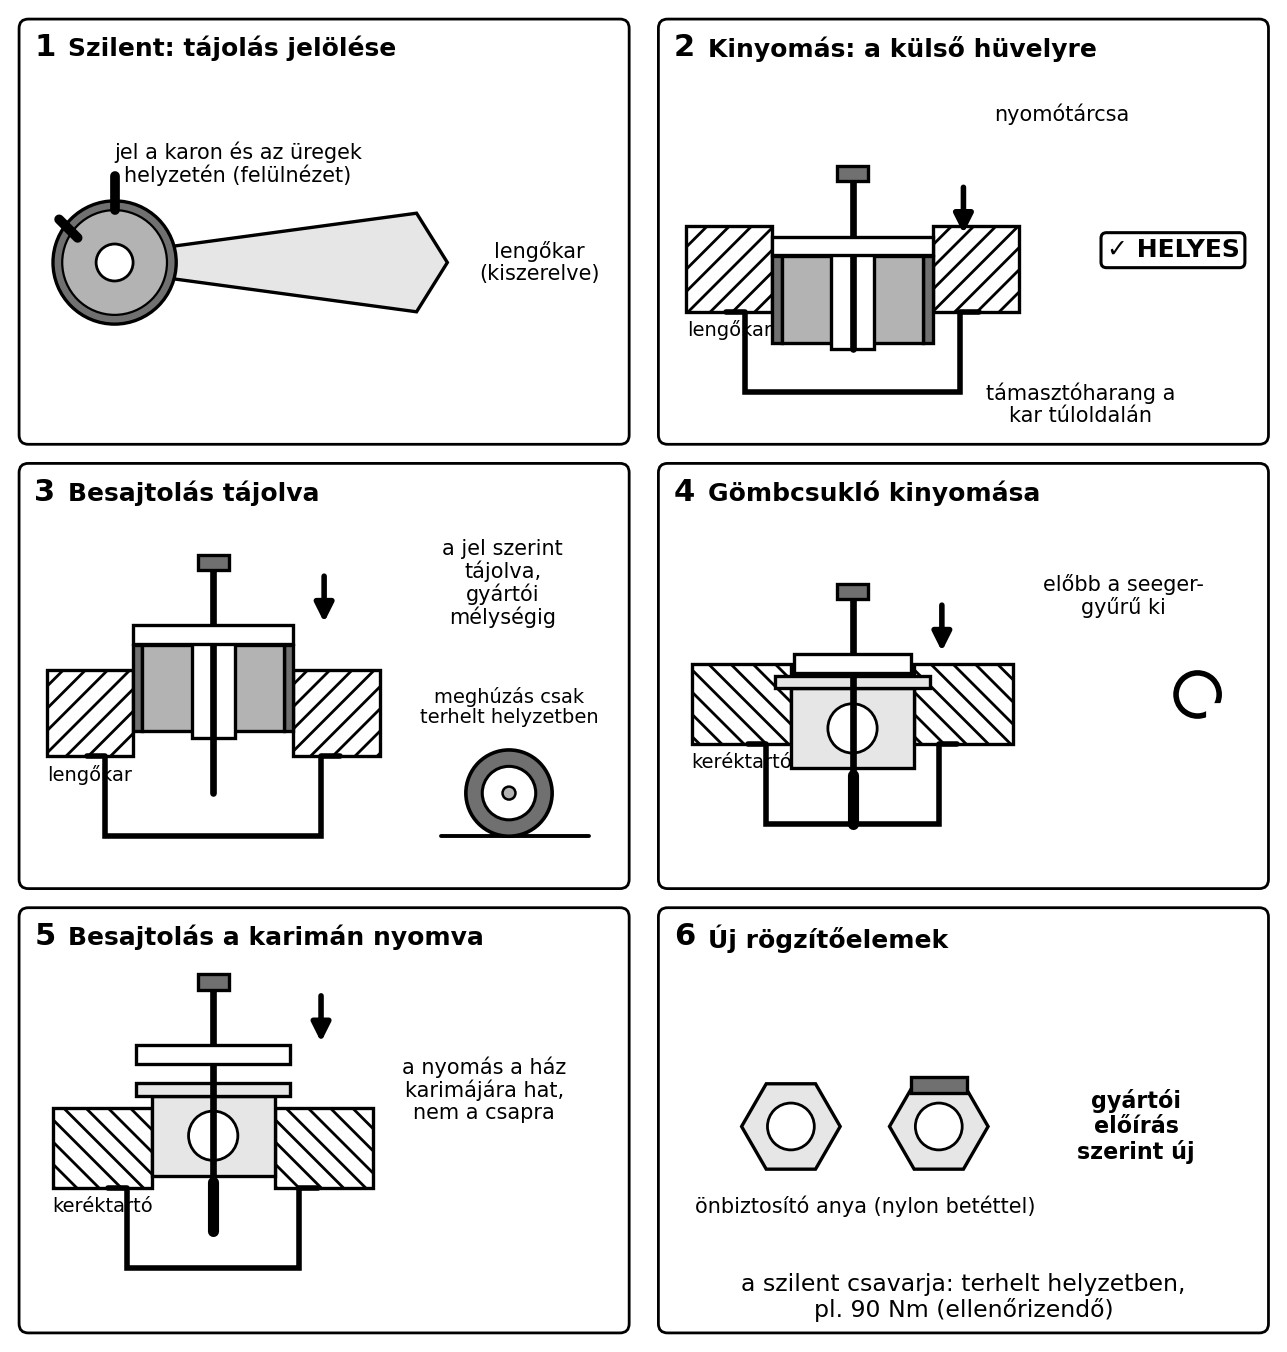 1 Szilent: tájolás jelölése
jel a karon és az üregek
helyzetén (felülnézet)
lengőkar
(kiszerelve)
2 Kinyomás: a külső hüvelyre
nyomótárcsa
✓ HELYES
lengőkar
támasztóharang a
kar túloldalán
3 Besajtolás tájolva
a jel szerint
tájolva,
gyártói
mélységig
meghúzás csak
terhelt helyzetben
lengőkar
4 Gömbcsukló kinyomása
előbb a seeger-
gyűrű ki
keréktartó
5 Besajtolás a karimán nyomva
a nyomás a ház
karimájára hat,
nem a csapra
keréktartó
6 Új rögzítőelemek
gyártói
előírás
szerint új
önbiztosító anya (nylon betéttel)
a szilent csavarja: terhelt helyzetben,
pl. 90 Nm (ellenőrizendő)